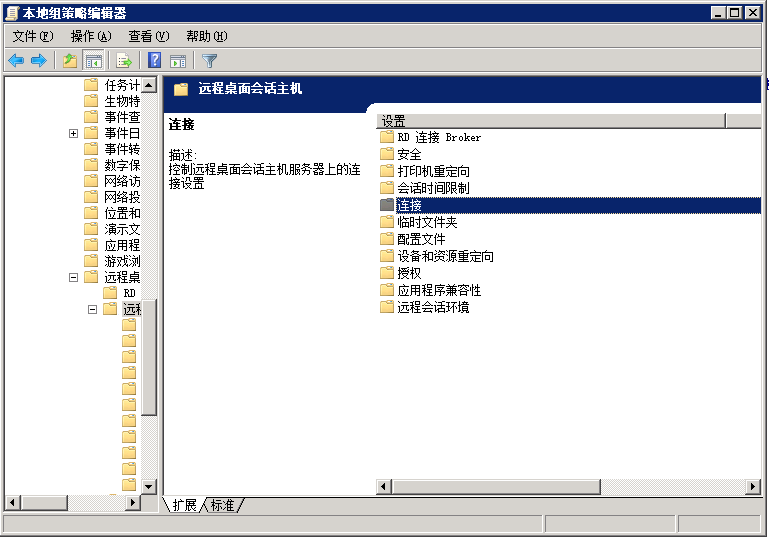 本地组策略编辑器
文件(F) 操作(A) 查看(V) 帮助(H)
任务计
生物特
事件查
事件日
事件转
数字保
网络访
网络投
位置和
演示文
应用程
游戏浏
远程桌
RD
远程
远程桌面会话主机
连接
描述:
控制远程桌面会话主机服务器上的连
接设置
设置
RD 连接 Broker
安全
打印机重定向
会话时间限制
连接
临时文件夹
配置文件
设备和资源重定向
授权
应用程序兼容性
远程会话环境
扩展 标准